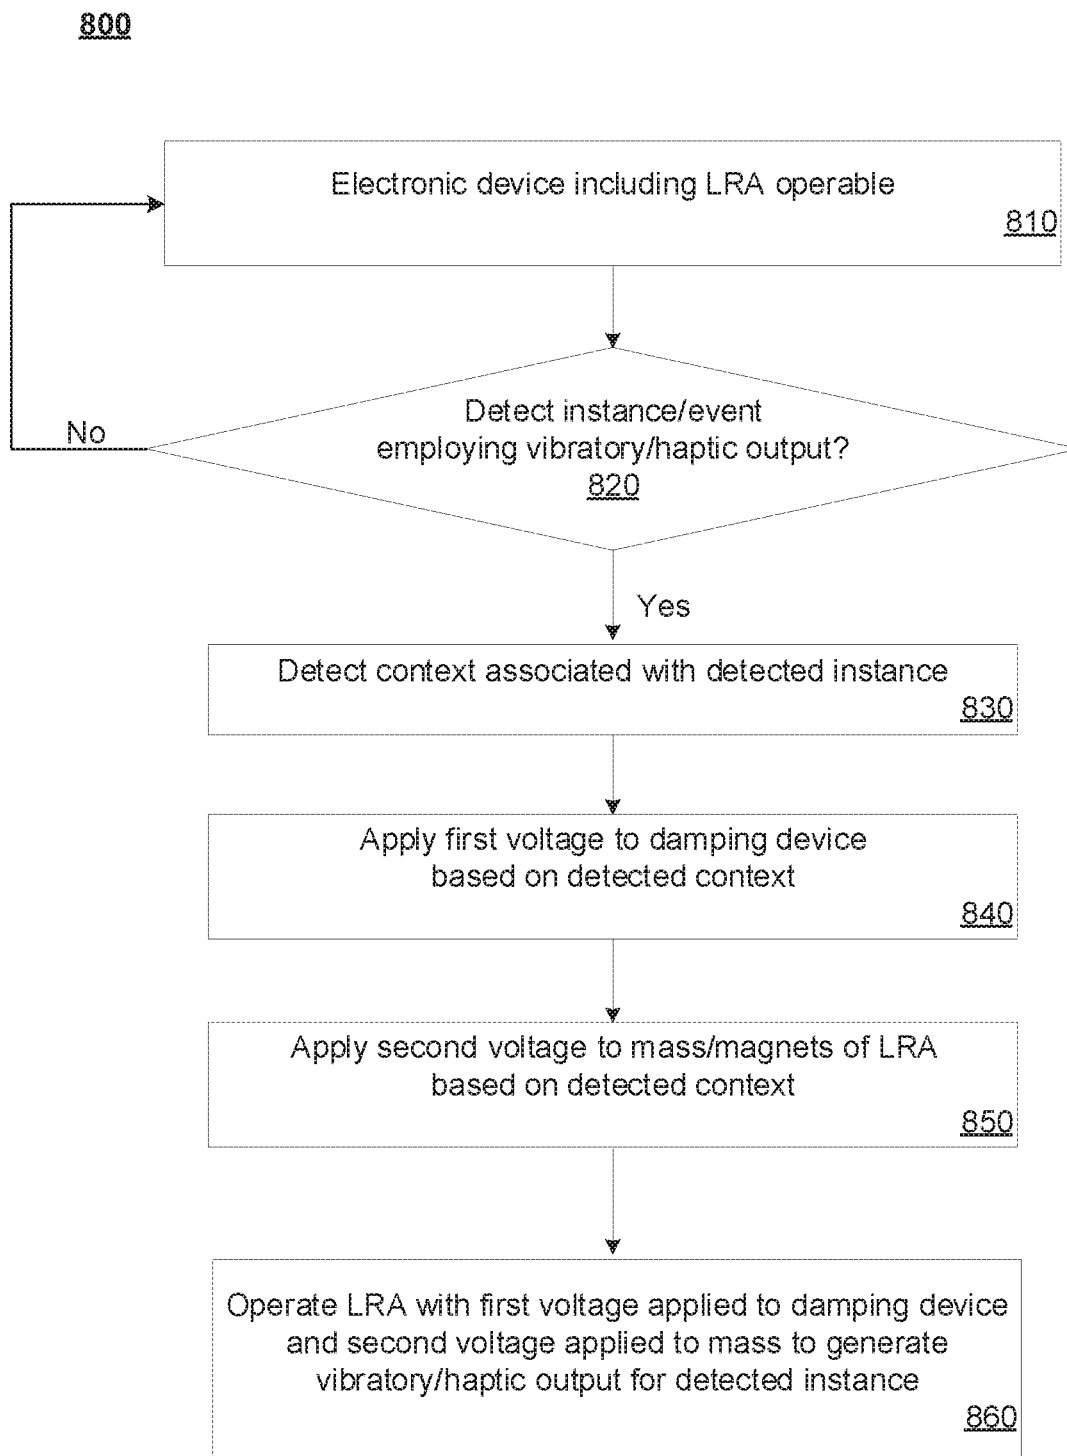 800
Electronic device including LRA operable
810
Detect instance/event
employing vibratory/haptic output?
820
No
Yes
Detect context associated with detected instance
830
Apply first voltage to damping device
based on detected context
840
Apply second voltage to mass/magnets of LRA
based on detected context
850
Operate LRA with first voltage applied to damping device
and second voltage applied to mass to generate
vibratory/haptic output for detected instance
860